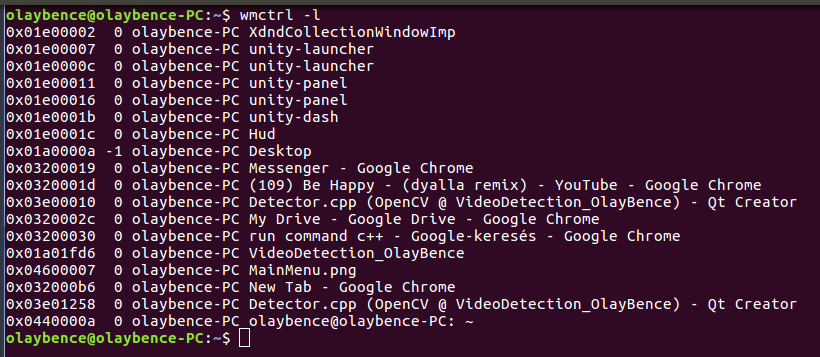 olaybence@olaybence-PC:~$ wmctrl -l
0x01e00002  0 olaybence-PC XdndCollectionWindowImp
0x01e00007  0 olaybence-PC unity-launcher
0x01e0000c  0 olaybence-PC unity-launcher
0x01e00011  0 olaybence-PC unity-panel
0x01e00016  0 olaybence-PC unity-panel
0x01e0001b  0 olaybence-PC unity-dash
0x01e0001c  0 olaybence-PC Hud
0x01a0000a -1 olaybence-PC Desktop
0x03200019  0 olaybence-PC Messenger - Google Chrome
0x0320001d  0 olaybence-PC (109) Be Happy - (dyalla remix) - YouTube - Google Chrome
0x03e00010  0 olaybence-PC Detector.cpp (OpenCV @ VideoDetection_OlayBence) - Qt Creator
0x0320002c  0 olaybence-PC My Drive - Google Drive - Google Chrome
0x03200030  0 olaybence-PC run command c++ - Google-keresés - Google Chrome
0x01a01fd6  0 olaybence-PC VideoDetection_OlayBence
0x04600007  0 olaybence-PC MainMenu.png
0x032000b6  0 olaybence-PC New Tab - Google Chrome
0x03e01258  0 olaybence-PC Detector.cpp (OpenCV @ VideoDetection_OlayBence) - Qt Creator
0x0440000a  0 olaybence-PC olaybence@olaybence-PC: ~
olaybence@olaybence-PC:~$